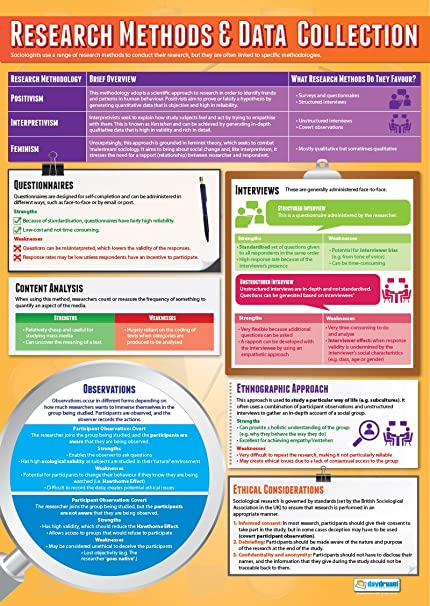 RESEARCH METHODS & DATA COLLECTION
Sociologists use a range of research methods to conduct their research, but they are often linked to specific methodologies.
RESEARCH METHODOLOGY
BRIEF OVERVIEW
WHAT RESEARCH METHODS DO THEY FAVOUR?
POSITIVISM
This methodology adopts a scientific approach to research in order to identify trends
and patterns in human behaviour. Positivists aim to prove or falsify a hypothesis by
generating quantitative data that is objective and high in reliability.
• Surveys and questionnaires
• Structured interviews
INTERPRETIVISM
Interpretivists seek to explain how study subjects feel and act by trying to empathise
with them. This is known as Verstehen and can be achieved by generating in-depth
qualitative data that is high in validity and rich in detail.
• Unstructured interviews
• Covert observations
FEMINISM
Unsurprisingly, this approach is grounded in feminist theory, which seeks to combat
'malestream' sociology. It aims to bring about social change and, like interpretivism, it
stresses the need for a rapport (relationship) between researcher and respondent.
• Mostly qualitative but sometimes quantitative
QUESTIONNAIRES
Questionnaires are designed for self-completion and can be administered in
different ways, such as face-to-face or by email or post.
Strengths
Because of standardisation, questionnaires have fairly high reliability.
Low-cost and not time consuming.
Weaknesses
Questions can be misinterpreted, which lowers the validity of the responses.
Response rates may be low unless respondents have an incentive to participate.
CONTENT ANALYSIS
When using this method, researchers count or measure the frequency of something to
quantify an aspect of the media.
STRENGTHS
WEAKNESSES
• Relatively cheap and useful for
studying mass media
• Can uncover the meaning of a text
• Hugely reliant on the coding of
texts when categories are
produced to be analysed
OBSERVATIONS
Observations occur in different forms depending on
how much researchers wants to immerse themselves in the
group being studied. Participants are observed, and the
observer records the actions.
Participant Observation: Overt
The researcher joins the group being studied, and the participants are
aware that they are being observed.
Strengths
• Enables the observer to ask questions
• Has high ecological validity as subjects are studied in their "natural" environment
Weaknesses
• Potential for participants to change their behaviour if they know they are being
watched (i.e. Hawthorne Effect)
• Difficult to record the data; creates potential ethical issues
Participant Observation: Covert
The researcher joins the group being studied, but the participants
are not aware that they are being observed.
Strengths
• Has high validity, which should reduce the Hawthorne Effect.
• Allows access to groups that would refuse to participate
Weaknesses
• May be considered unethical to deceive the participants
• Lost objectivity (e.g. The
researcher 'goes native'.)
INTERVIEWS
These are generally administered face-to-face.
STRUCTURED INTERVIEW
This is a questionnaire administered by the researcher.
Strengths
Weaknesses
• Standardised set of questions given
to all respondents in the same order
• High response rate because of the
interviewer's presence
• Potential for interviewer bias
(e.g. from tone of voice)
• Can be time-consuming
UNSTRUCTURED INTERVIEW
Unstructured Interviews are in-depth and not standardised.
Questions can be generated based on interviewees'
Strengths
Weaknesses
• Very flexible because additional
questions can be asked
• A rapport can be developed
with the interviewee by using an
empathetic approach
• Very time consuming to do
and analyse
• Interviewer effect when response
validity is undermined by the
interviewer's social characteristics
(e.g. class, age or gender)
ETHNOGRAPHIC APPROACH
This approach is used to study a particular way of life (e.g. subcultures). It
often uses a combination of participant observations and unstructured
interviews to gather an in-depth account of a social group.
Strengths
• Can provide a holistic understanding of the group
(e.g. why they behave the way they do)
• Excellent for achieving empathy/Verstehen
Weaknesses
• Very difficult to repeat the research, making it not particularly reliable
• May create ethical issues due to a lack of consensual access to the group
ETHICAL CONSIDERATIONS
Sociological research is governed by standards (set by the British Sociological
Association in the UK) to ensure that research is performed in an
appropriate manner.
1. Informed consent: In most research, participants should give their consent to
take part in the study, but in some cases deception may have to be used
(covert participant observation).
2. Debriefing: Participants should be made aware of the nature and purpose
of the research at the end of the study.
3. Confidentiality and anonymity: Participants should not have to disclose their
names, and the information that they give during the study should not be
traceable back to them.
daydream